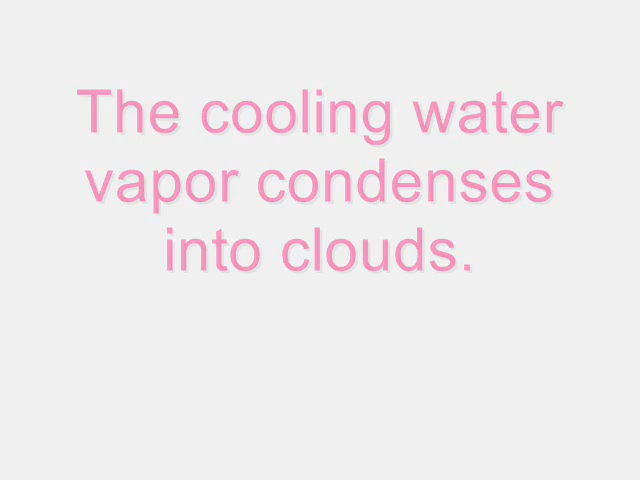 The cooling water
vapor condenses
into clouds.